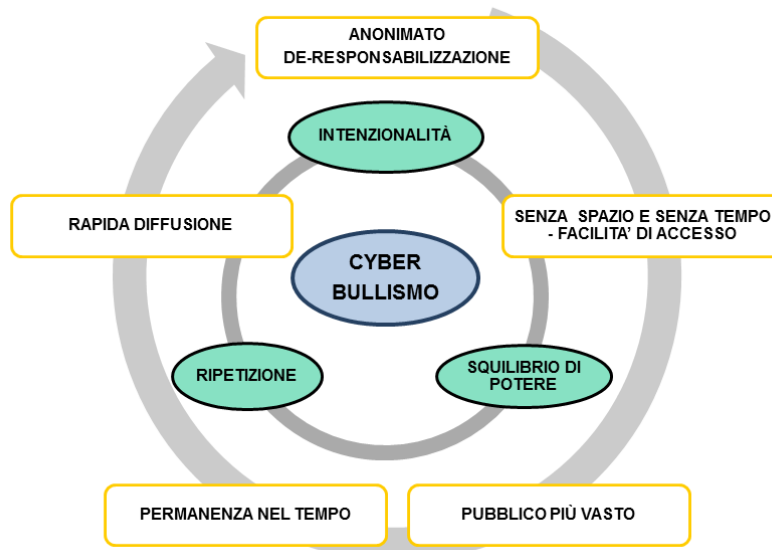 ANONIMATO
DE-RESPONSABILIZZAZIONE
INTENZIONALITÀ
RAPIDA DIFFUSIONE
SENZA SPAZIO E SENZA TEMPO
- FACILITA' DI ACCESSO
CYBER
BULLISMO
RIPETIZIONE
SQUILIBRIO DI
POTERE
PERMANENZA NEL TEMPO
PUBBLICO PIÙ VASTO